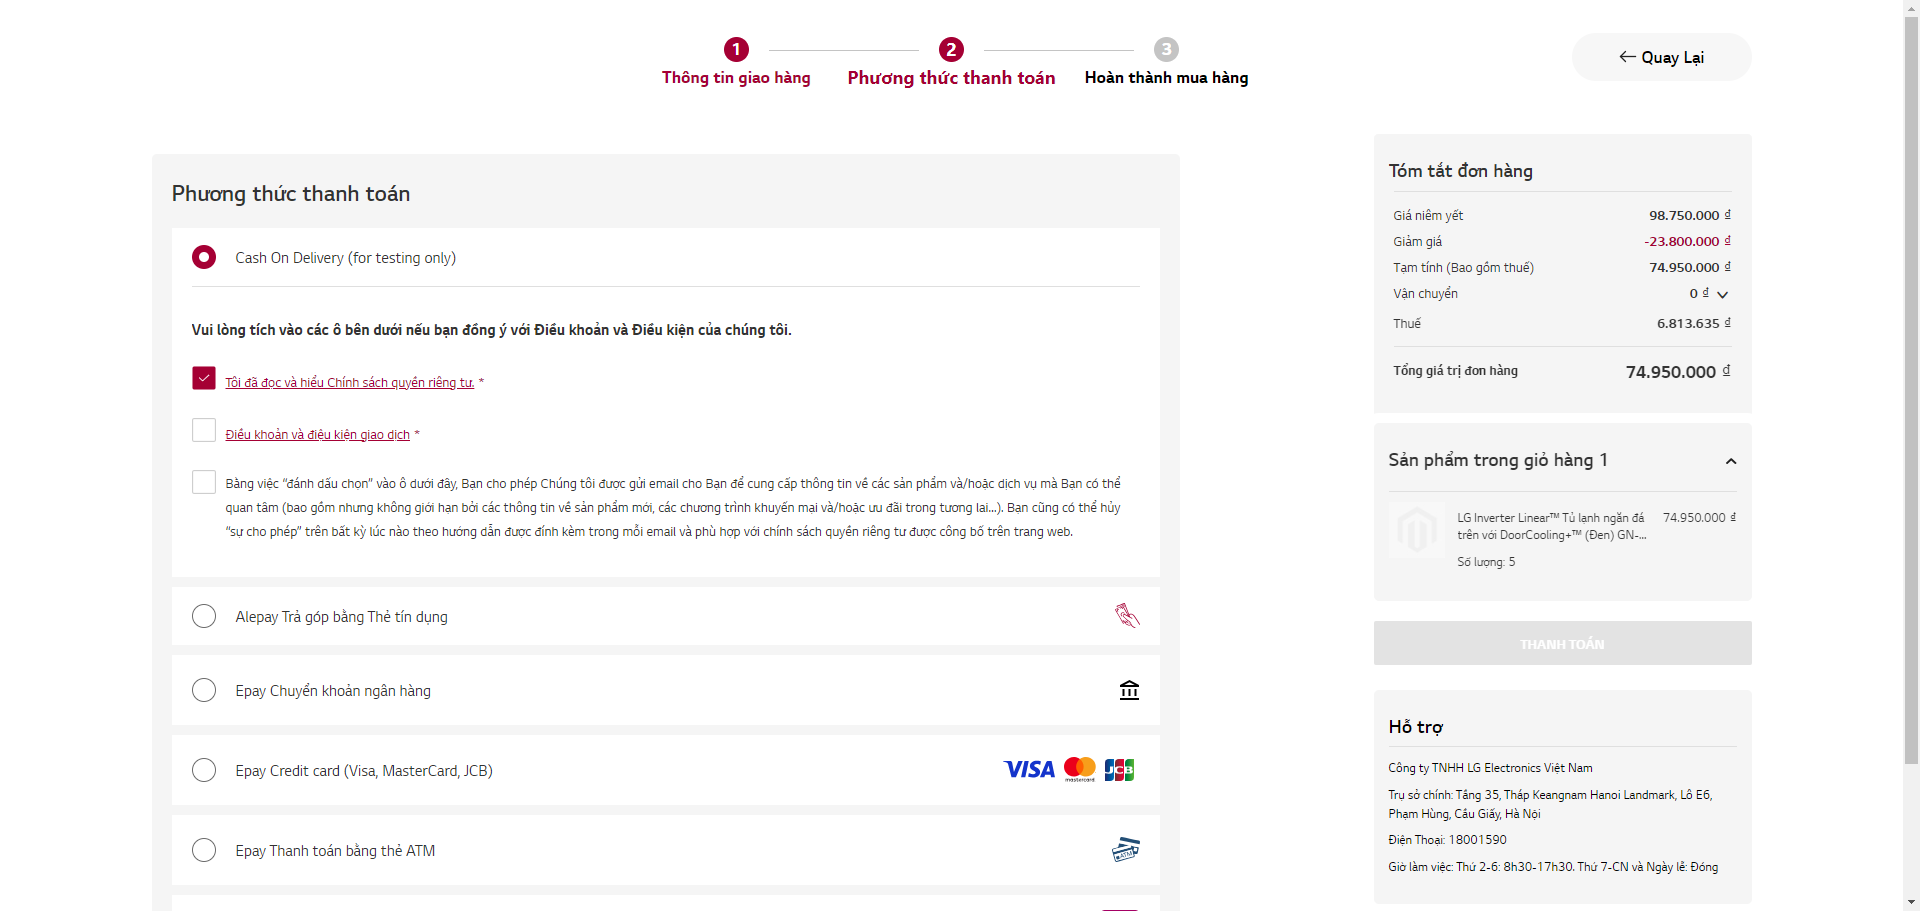 1
2
3
Thông tin giao hàng
Phương thức thanh toán
Hoàn thành mua hàng
Quay Lại
Phương thức thanh toán
Cash On Delivery (for testing only)
Vui lòng tích vào các ô bên dưới nếu bạn đồng ý với Điều khoản và Điều kiện của chúng tôi.
Tôi đã đọc và hiểu Chính sách quyền riêng tư. *
Điều khoản và điệu kiện giao dịch *
Bằng việc “đánh dấu chọn” vào ô dưới đây, Bạn cho phép Chúng tôi được gửi email cho Bạn để cung cấp thông tin về các sản phẩm và/hoặc dịch vụ mà Bạn có thể
quan tâm (bao gồm nhưng không giới hạn bởi các thông tin về sản phẩm mới, các chương trình khuyến mại và/hoặc ưu đãi trong tương lai...). Bạn cũng có thể hủy
“sự cho phép” trên bất kỳ lúc nào theo hướng dẫn được đính kèm trong mỗi email và phù hợp với chính sách quyền riêng tư được công bố trên trang web.
Alepay Trả góp bằng Thẻ tín dụng
Epay Chuyển khoản ngân hàng
Epay Credit card (Visa, MasterCard, JCB)
VISA
mastercard
JCB
Epay Thanh toán bằng thẻ ATM
ATM
Tóm tắt đơn hàng
Giá niêm yết 98.750.000 ₫
Giảm giá -23.800.000 ₫
Tạm tính (Bao gồm thuế) 74.950.000 ₫
Vận chuyển 0 ₫
Thuế 6.813.635 ₫
Tổng giá trị đơn hàng 74.950.000 ₫
Sản phẩm trong giỏ hàng 1
LG Inverter Linear™ Tủ lạnh ngăn đá 74.950.000 ₫
trên với DoorCooling+™ (Đen) GN-...
Số lượng: 5
THANH TOÁN
Hỗ trợ
Công ty TNHH LG Electronics Việt Nam
Trụ sở chính: Tầng 35, Tháp Keangnam Hanoi Landmark, Lô E6,
Phạm Hùng, Cầu Giấy, Hà Nội
Điện Thoại: 18001590
Giờ làm việc: Thứ 2-6: 8h30-17h30. Thứ 7-CN và Ngày lễ: Đóng